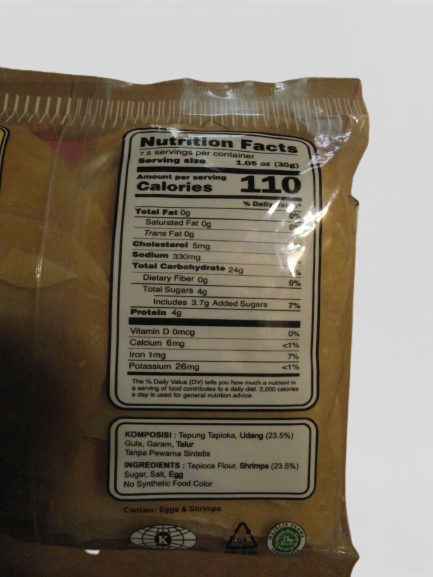 Nutrition Facts
7.5 servings per container
Serving size 1.05 oz (30g)
Amount per serving
Calories 110
% Daily
Total Fat 0g 0%
Saturated Fat 0g 0%
Trans Fat 0g
Cholesterol 5mg
Sodium 330mg
Total Carbohydrate 24g
Dietary Fiber 0g 0%
Total Sugars 4g
Includes 3.7g Added Sugars 7%
Protein 4g
Vitamin D 0mcg 0%
Calcium 6mg <1%
Iron 1mg 7%
Potassium 26mg <1%
The % Daily Value (DV) tells you how much a nutrient in
a serving of food contributes to a daily diet. 2,000 calories
a day is used for general nutrition advice.
KOMPOSISI : Tepung Tapioka, Udang (23.5%)
Gula, Garam, Telur
Tanpa Pewarna Sintetis
INGREDIENTS : Tapioca Flour, Shrimps (23.5%)
Sugar, Salt, Egg
No Synthetic Food Color
Contain: Eggs & Shrimps
K